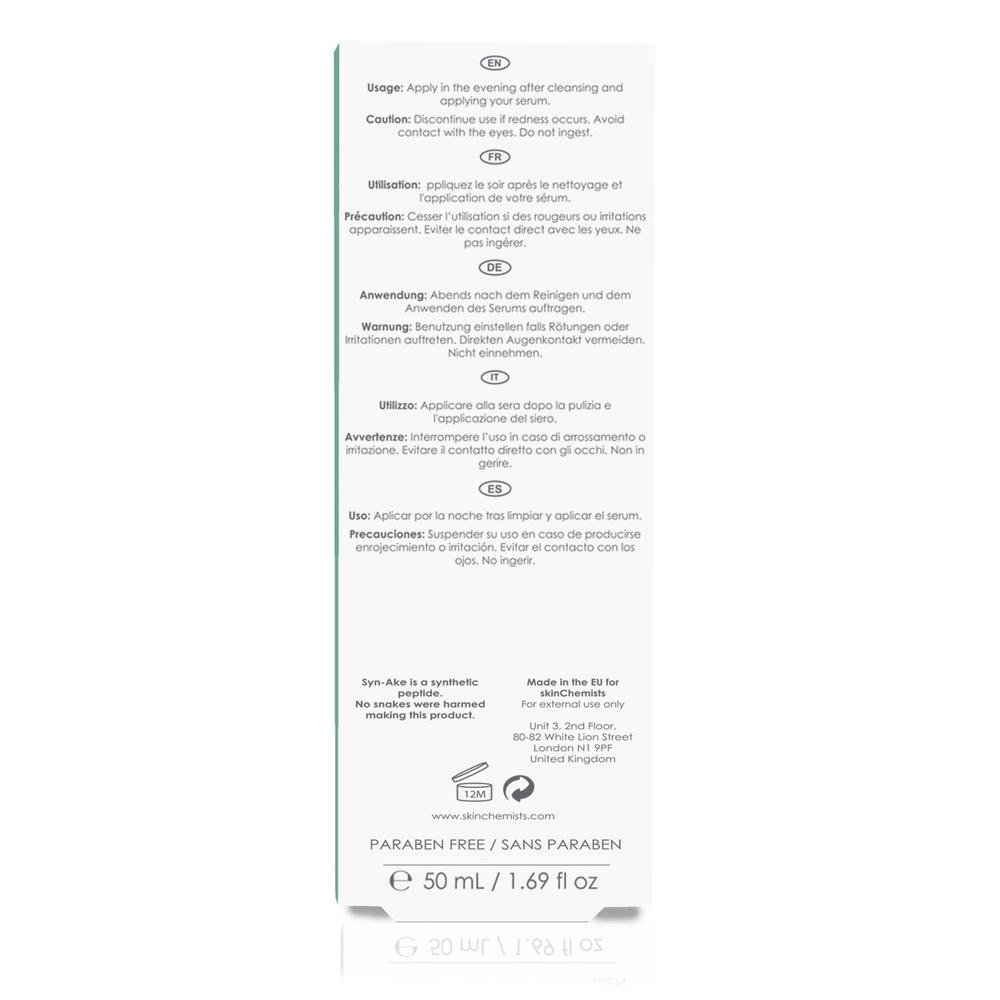 EN
Usage: Apply in the evening after cleansing and
applying your serum.
Caution: Discontinue use if redness occurs. Avoid
contact with the eyes. Do not ingest.
FR
Utilisation: ppliquez le soir après le nettoyage et
l'application de votre sérum.
Précaution: Cesser l'utilisation si des rougeurs ou irritations
apparaissent. Eviter le contact direct avec les yeux. Ne
pas ingérer.
DE
Anwendung: Abends nach dem Reinigen und dem
Anwenden des Serums auftragen.
Warnung: Benutzung einstellen falls Rötungen oder
Irritationen auftreten. Direkten Augenkontakt vermeiden.
Nicht einnehmen.
IT
Utilizzo: Applicare alla sera dopo la pulizia e
l'applicazione del siero.
Avvertenze: Interrompere l'uso in caso di arrossamento o
irritazione. Evitare il contatto diretto con gli occhi. Non in
gerire.
ES
Uso: Aplicar por la noche tras limpiar y aplicar el serum.
Precauciones: Suspender su uso en caso de producirse
enrojecimiento o irritación. Evitar el contacto con los
ojos. No ingerir.
Syn-Ake is a synthetic
peptide.
No snakes were harmed
making this product.
Made in the EU for
skinChemists
For external use only
Unit 3, 2nd Floor,
80-82 White Lion Street
London N1 9PF
United Kingdom
12M
www.skinchemists.com
PARABEN FREE / SANS PARABEN
℮ 50 mL / 1.69 fl oz